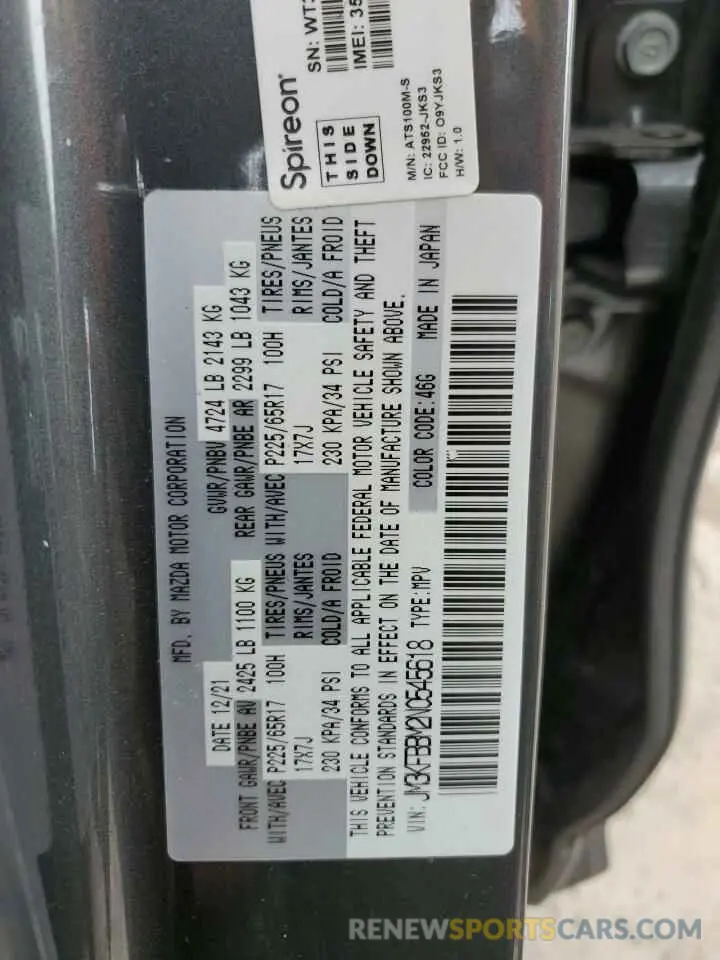 Spireon
THIS
SIDE
DOWN
SN: WT3
IMEI: 35
M/N: ATS100M-S
IC: 22952-JKS3
FCC ID: O9YJKS3
H/W: 1.0
MFD. BY MAZDA MOTOR CORPORATION
DATE 12/21 GVWR/PNBV 4724 LB 2143 KG
FRONT GAWR/PNBE AV 2425 LB 1100 KG REAR GAWR/PNBE AR 2299 LB 1043 KG
WITH/AVEC P225/65R17 100H TIRES/PNEUS WITH/AVEC P225/65R17 100H TIRES/PNEUS
17X7J RIMS/JANTES 17X7J RIMS/JANTES
230 KPA/34 PSI COLD/A FROID 230 KPA/34 PSI COLD/A FROID
THIS VEHICLE CONFORMS TO ALL APPLICABLE FEDERAL MOTOR VEHICLE SAFETY AND THEFT
PREVENTION STANDARDS IN EFFECT ON THE DATE OF MANUFACTURE SHOWN ABOVE.
VIN: JM3KFBBM2N0545618 TYPE: MPV COLOR CODE: 46G MADE IN JAPAN
RENEWSPORTSCARS.COM